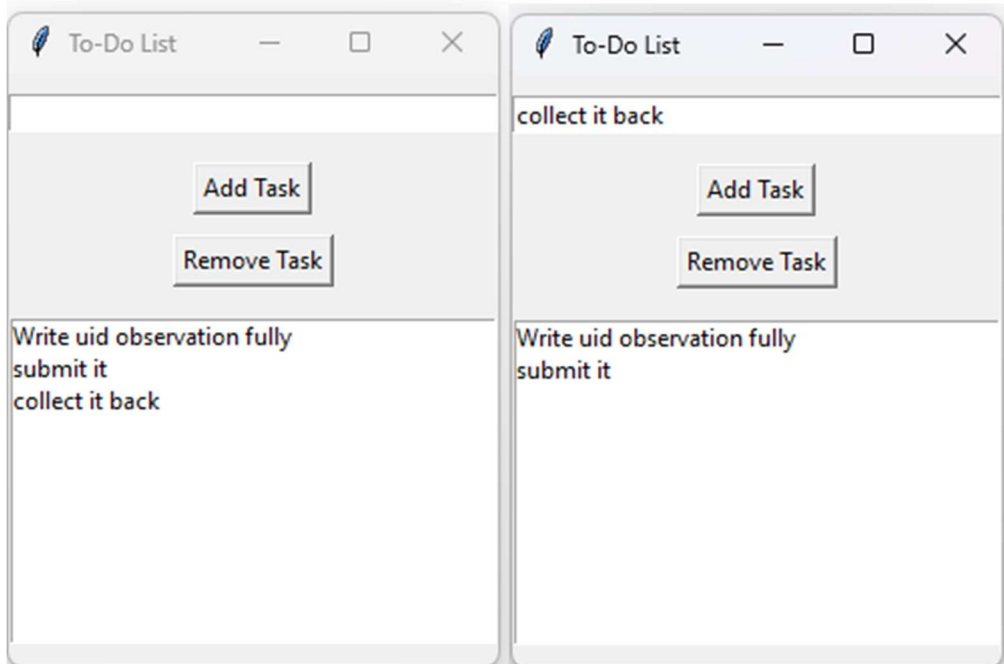 To-Do List
Add Task
Remove Task
Write uid observation fully
submit it
collect it back
To-Do List
collect it back
Add Task
Remove Task
Write uid observation fully
submit it